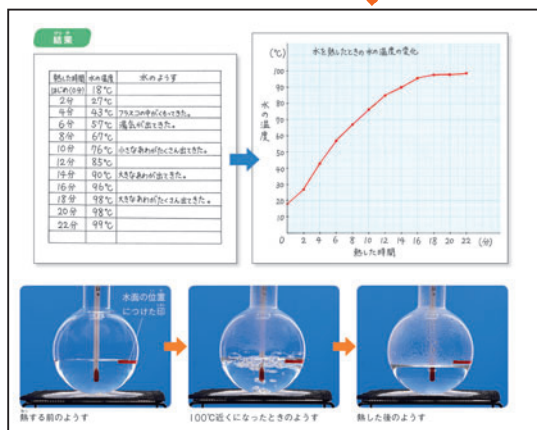 結果
熱した時間 水の温度 水のようす
はじめ(0分) 18℃
2分 27℃
4分 43℃ フラスコの中がくもってきた。
6分 57℃ 湯気が出てきた。
8分 67℃
10分 76℃ 小さなあわがたくさん出てきた。
12分 85℃
14分 90℃ 大きなあわが出てきた。
16分 96℃
18分 98℃ 大きなあわがたくさん出てきた。
20分 98℃
22分 99℃
水を熱したときの水の温度の変化
(℃)
水の温度
100
90
80
70
60
50
40
30
20
10
0 2 4 6 8 10 12 14 16 18 20 22 (分)
熱した時間
水面の位置
につけた印
熱する前のようす
100℃近くになったときのようす
熱した後のようす